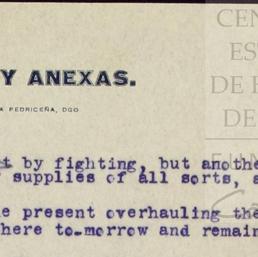 CEN
ES
DE
DE
Y ANEXAS.
A PEDRICEÑA, DGO
t by fighting, but anothe
supplies of all sorts, a
e present overhauling the
here to-morrow and remain